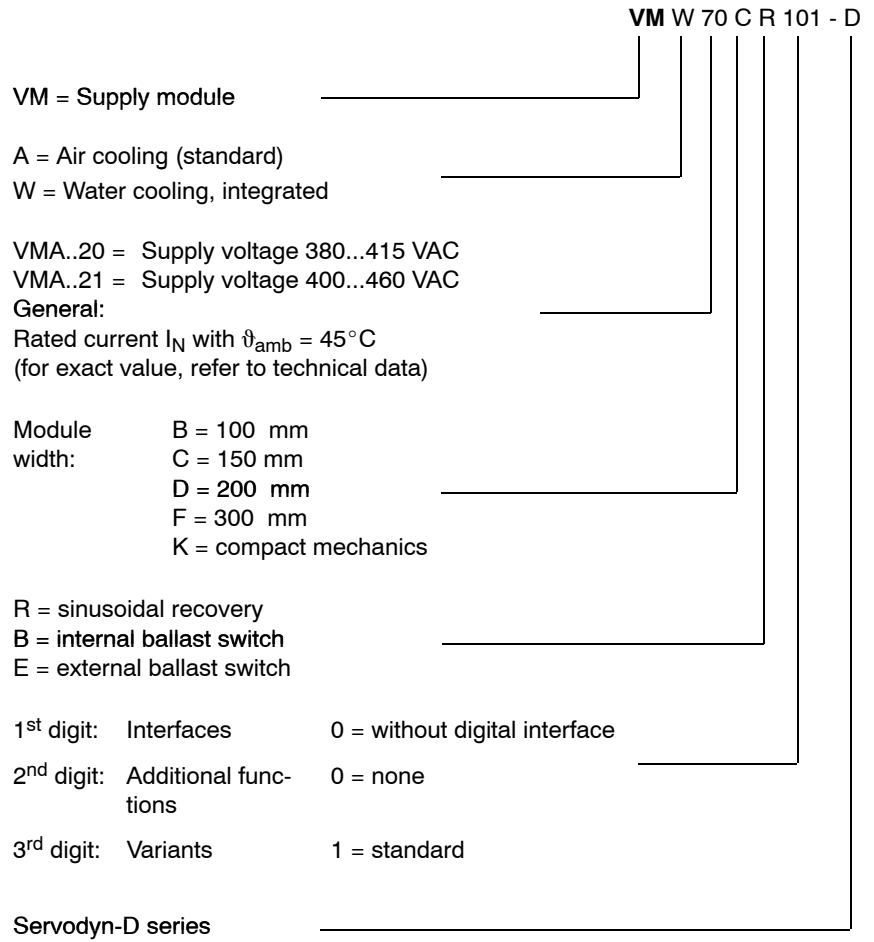 VM W 70 C R 101 - D
VM = Supply module
A = Air cooling (standard)
W = Water cooling, integrated
VMA..20 = Supply voltage 380...415 VAC
VMA..21 = Supply voltage 400...460 VAC
General:
Rated current I_N with ϑ_amb = 45°C
(for exact value, refer to technical data)
Module B = 100 mm
width: C = 150 mm
D = 200 mm
F = 300 mm
K = compact mechanics
R = sinusoidal recovery
B = internal ballast switch
E = external ballast switch
1st digit: Interfaces 0 = without digital interface
2nd digit: Additional func- 0 = none
tions
3rd digit: Variants 1 = standard
Servodyn-D series